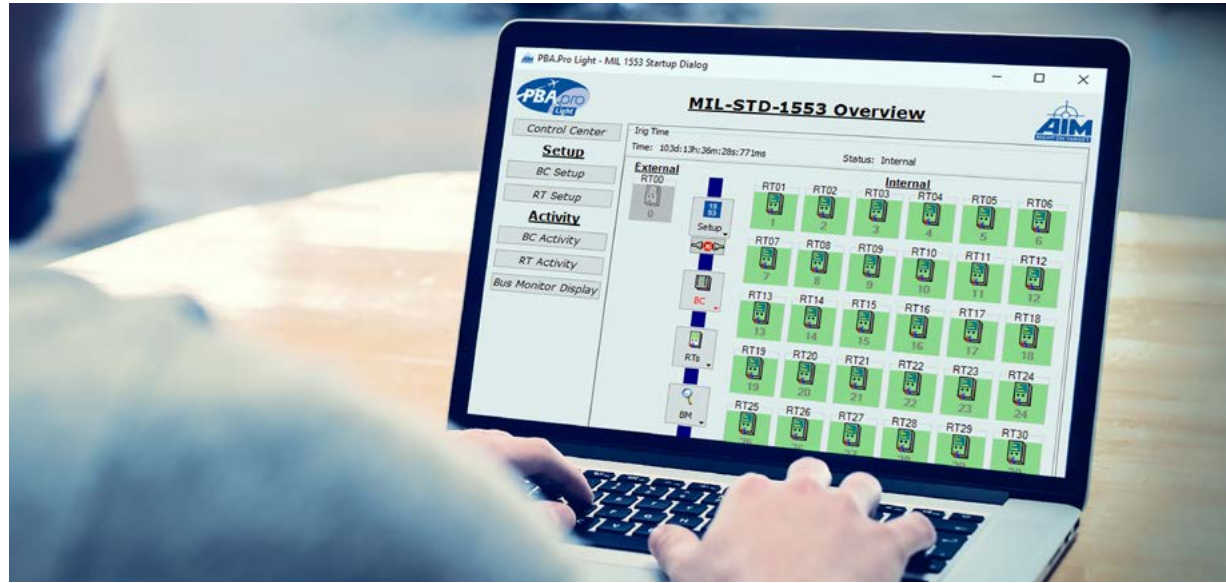 PBA.Pro Light - MIL 1553 Startup Dialog
PBA.pro
Light
MIL-STD-1553 Overview
AIM
Control Center
Setup
BC Setup
RT Setup
Activity
BC Activity
RT Activity
Bus Monitor Display
Irig Time
Time: 103d:13h:36m:28s:771ms
Status: Internal
External
RT00
0
15
53
Setup
BC
RTs
BM
Internal
RT01 RT02 RT03 RT04 RT05 RT06
1 2 3 4 5 6
RT07 RT08 RT09 RT10 RT11 RT12
7 8 9 10 11 12
RT13 RT14 RT15 RT16 RT17 RT18
13 14 15 16 17 18
RT19 RT20 RT21 RT22 RT23 RT24
19 20 21 22 23 24
RT25 RT26 RT27 RT28 RT29 RT30